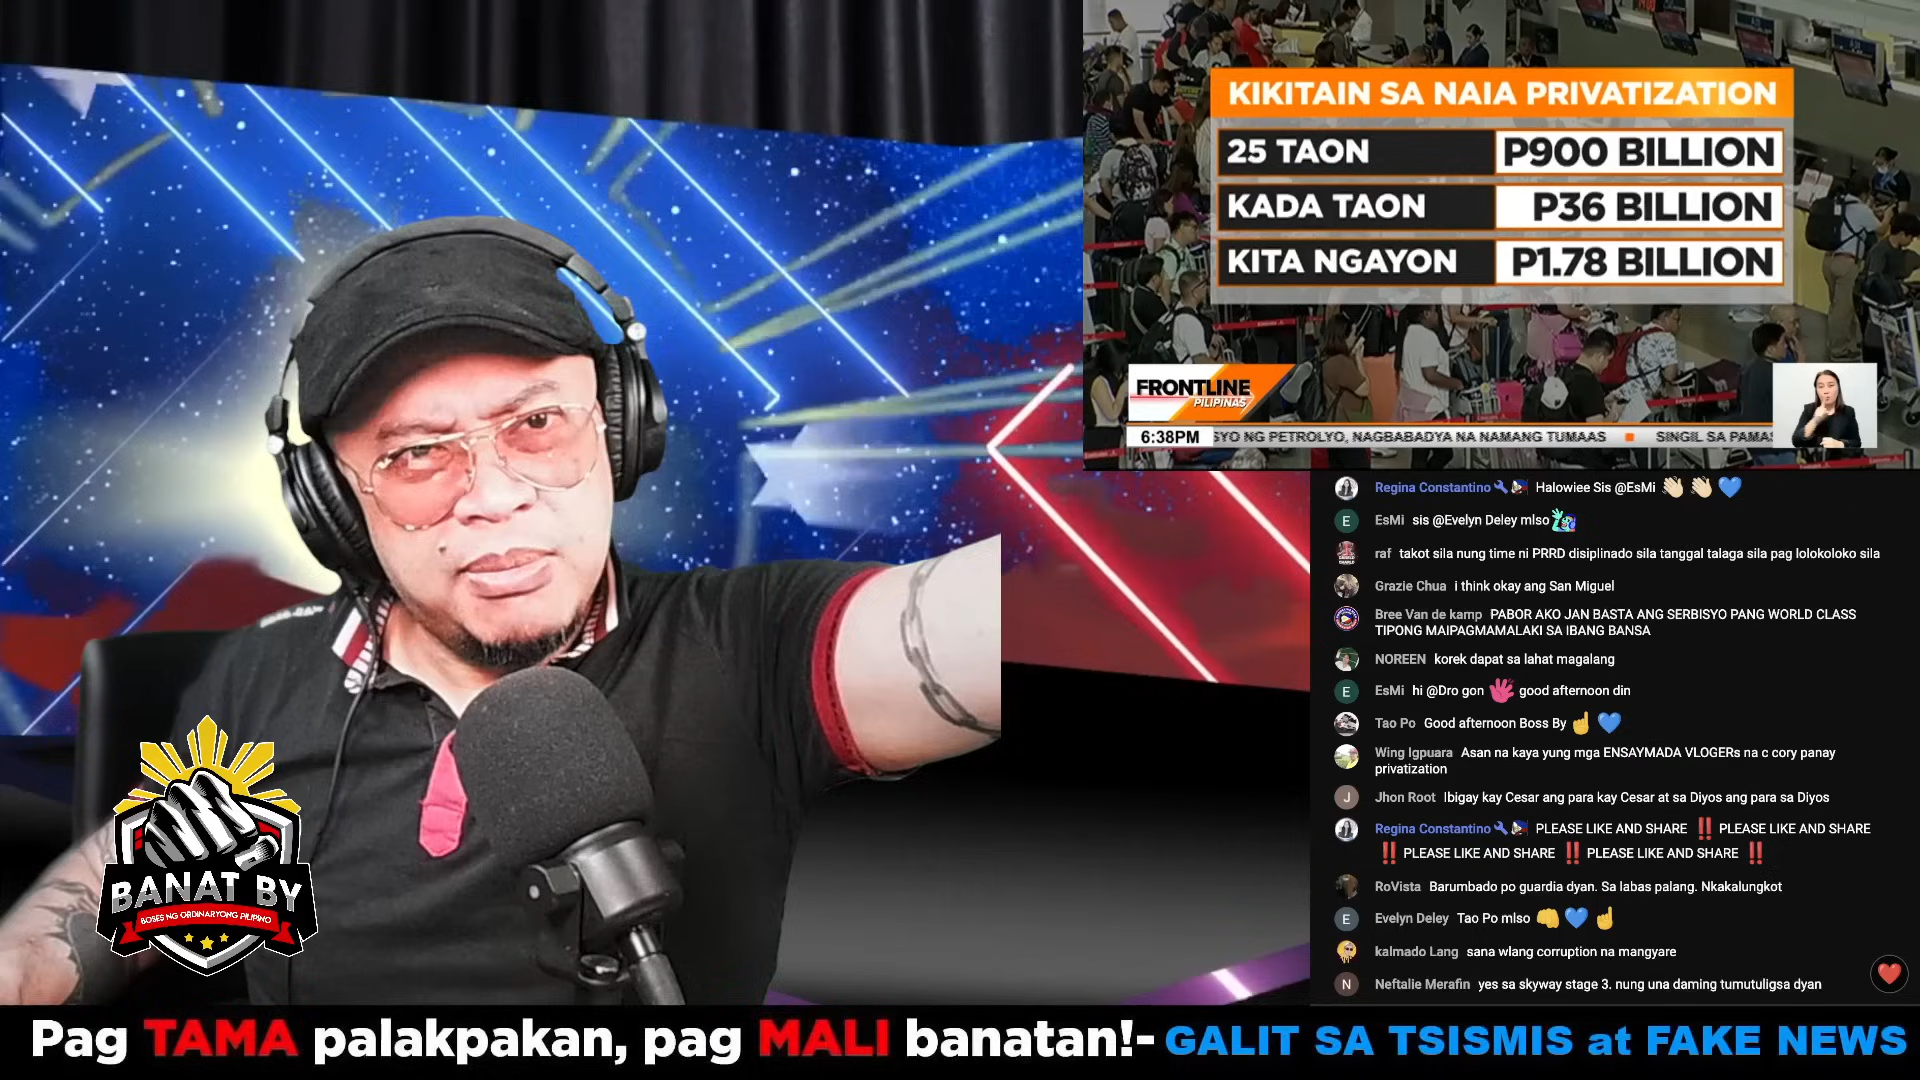 KIKITAIN SA NAIA PRIVATIZATION
25 TAON P900 BILLION
KADA TAON P36 BILLION
KITA NGAYON P1.78 BILLION
FRONTLINE
PILIPINAS
6:38PM SYO NG PETROLYO, NAGBABADYA NA NAMANG TUMAAS SINGIL SA PAMAS
Regina Constantino Halowiee Sis @EsMi 👋🏻 👋🏻 💙
EsMi sis @Evelyn Deley mlso
raf takot sila nung time ni PRRD disiplinado sila tanggal talaga sila pag lolokoloko sila
Grazie Chua i think okay ang San Miguel
Bree Van de kamp PABOR AKO JAN BASTA ANG SERBISYO PANG WORLD CLASS
TIPONG MAIPAGMAMALAKI SA IBANG BANSA
NOREEN korek dapat sa lahat magalang
E EsMi hi @Dro gon good afternoon din
Tao Po Good afternoon Boss By ☝️ 💙
Wing Igpuara Asan na kaya yung mga ENSAYMADA VLOGERs na c cory panay
privatization
J Jhon Root Ibigay kay Cesar ang para kay Cesar at sa Diyos ang para sa Diyos
Regina Constantino PLEASE LIKE AND SHARE ‼️ PLEASE LIKE AND SHARE
‼️ PLEASE LIKE AND SHARE ‼️ PLEASE LIKE AND SHARE ‼️
RoVista Barumbado po guardia dyan. Sa labas palang. Nkakalungkot
E Evelyn Deley Tao Po mlso 👊 💙 ☝️
kalmado Lang sana wlang corruption na mangyare
N Neftalie Merafin yes sa skyway stage 3. nung una daming tumutuligsa dyan
BANAT BY
BOSES NG ORDINARYONG PILIPINO
Pag TAMA palakpakan, pag MALI banatan!- GALIT SA TSISMIS at FAKE NEWS